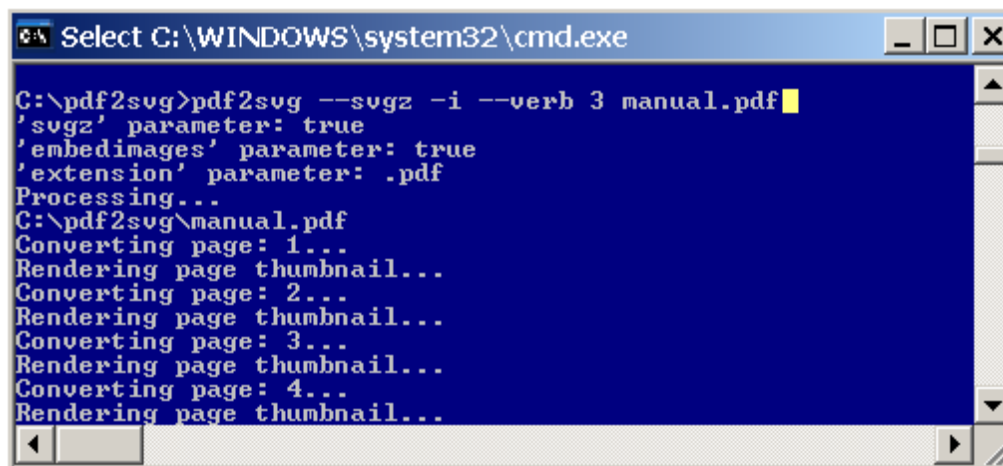 Select C:\WINDOWS\system32\cmd.exe
C:\pdf2svg>pdf2svg --svgz -i --verb 3 manual.pdf
'svgz' parameter: true
'embedimages' parameter: true
'extension' parameter: .pdf
Processing...
C:\pdf2svg\manual.pdf
Converting page: 1...
Rendering page thumbnail...
Converting page: 2...
Rendering page thumbnail...
Converting page: 3...
Rendering page thumbnail...
Converting page: 4...
Rendering page thumbnail...